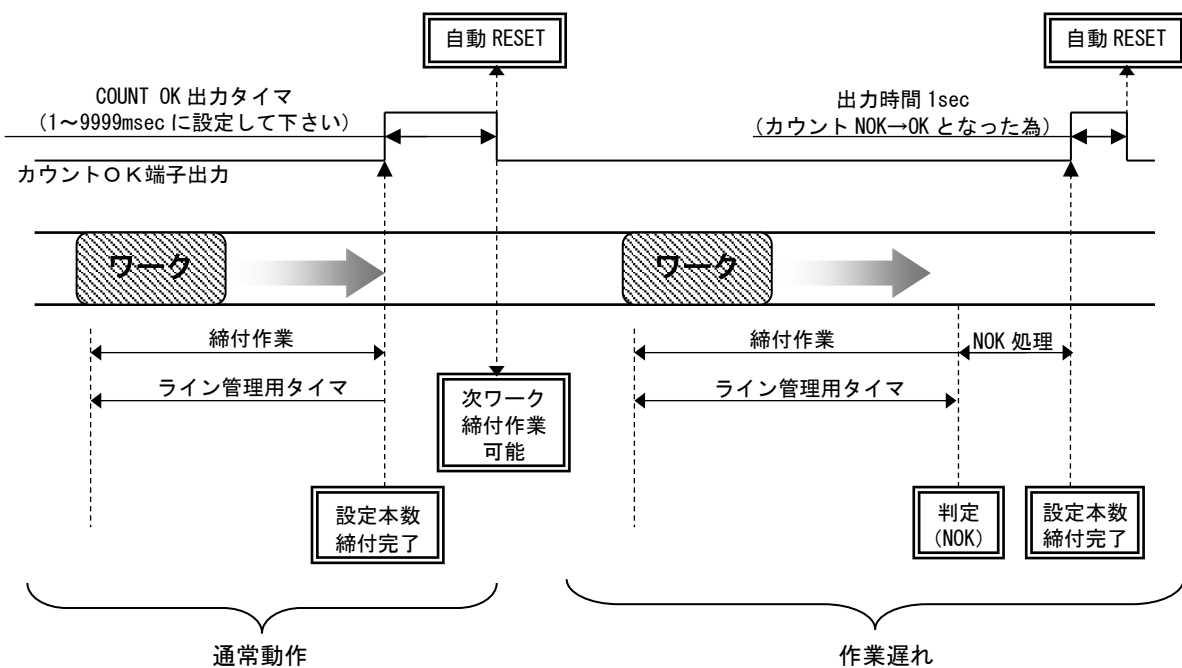 自動 RESET
自動 RESET
COUNT OK 出力タイマ
(1~9999msec に設定して下さい)
出力時間 1sec
(カウント NOK→OK となった為)
カウントOK端子出力
ワーク
ワーク
締付作業
締付作業
NOK 処理
ライン管理用タイマ
ライン管理用タイマ
次ワーク
締付作業
可能
設定本数
締付完了
判定
(NOK)
設定本数
締付完了
通常動作
作業遅れ